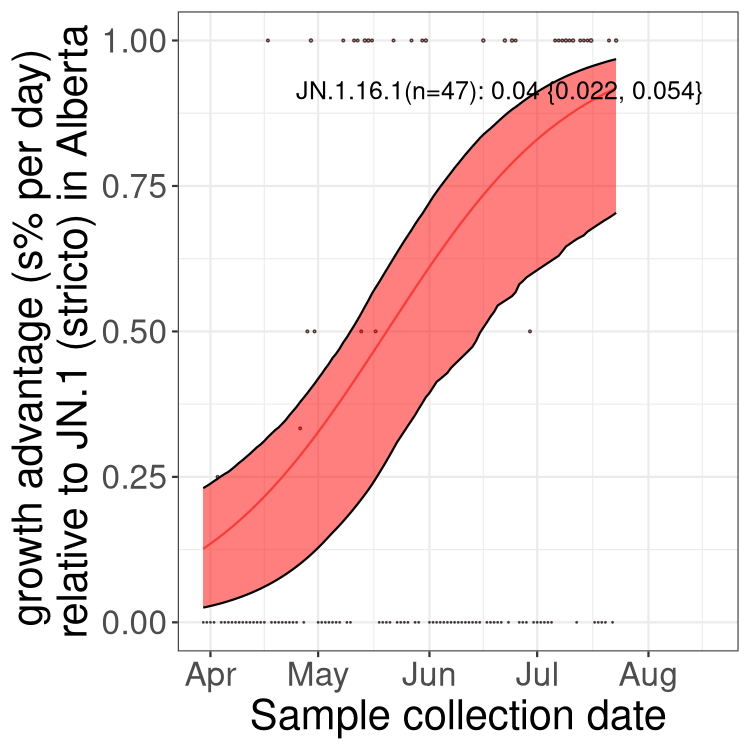 growth advantage (s% per day)
relative to JN.1 (stricto) in Alberta
1.00
0.75
0.50
0.25
0.00
JN.1.16.1(n=47): 0.04 {0.022, 0.054}
Apr May Jun Jul Aug
Sample collection date